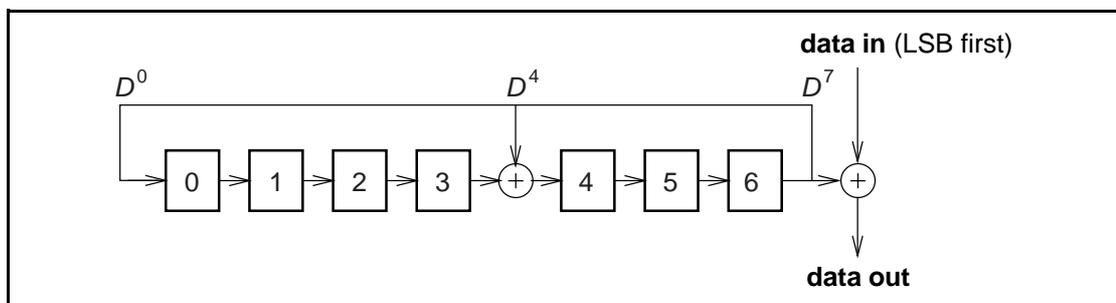 data in (LSB first)
D⁰ D⁴ D⁷
0 1 2 3 + 4 5 6 +
data out